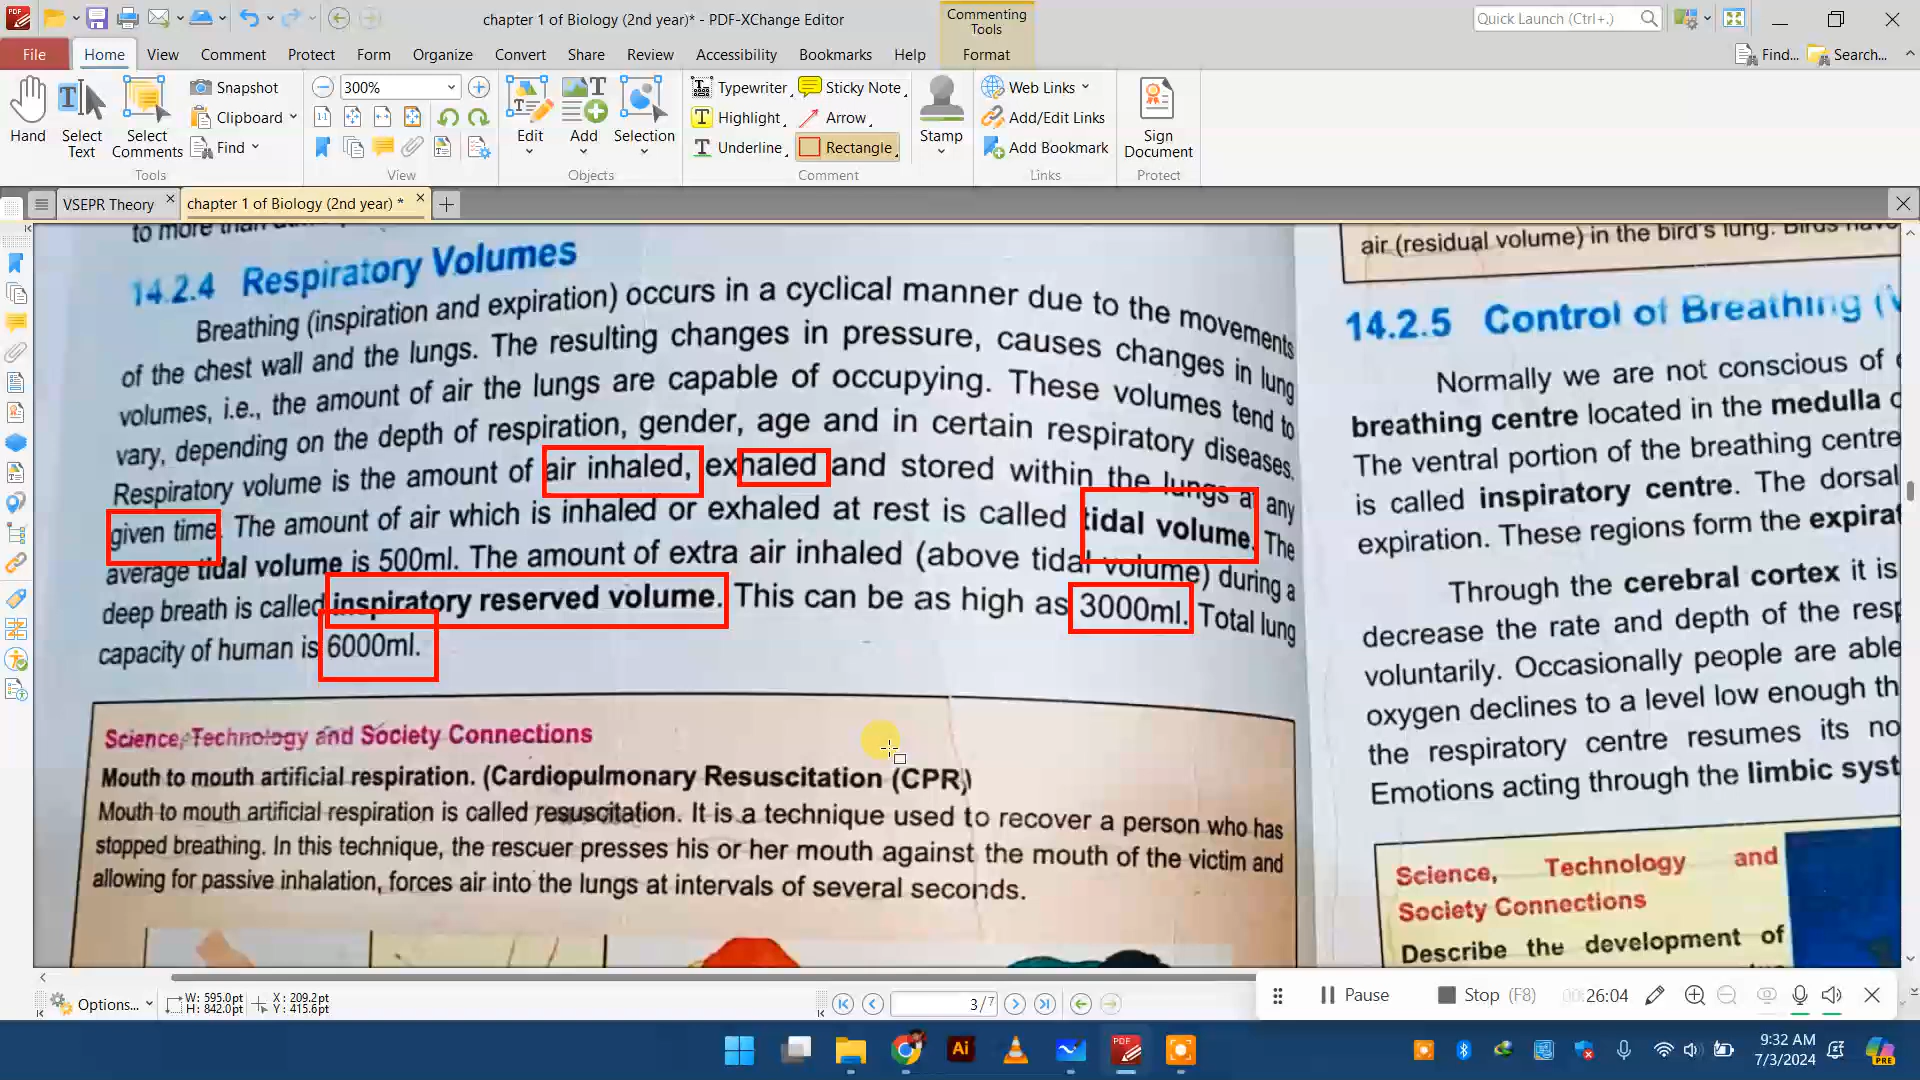 chapter 1 of Biology (2nd year)* - PDF-XChange Editor
Commenting Tools
Quick Launch (Ctrl+.)
File Home View Comment Protect Form Organize Convert Share Review Accessibility Bookmarks Help Format
Find... Search...
Hand
Select Text
Select Comments
Snapshot
Clipboard
Find
Tools
300%
View
Edit
Add
Selection
Objects
Typewriter
Highlight
Underline
Sticky Note
Arrow
Rectangle
Stamp
Comment
Web Links
Add/Edit Links
Add Bookmark
Links
Sign Document
Protect
VSEPR Theory
chapter 1 of Biology (2nd year) *
to more than
14.2.4 Respiratory Volumes
Breathing (inspiration and expiration) occurs in a cyclical manner due to the movements
of the chest wall and the lungs. The resulting changes in pressure, causes changes in lung
volumes, i.e., the amount of air the lungs are capable of occupying. These volumes tend to
vary, depending on the depth of respiration, gender, age and in certain respiratory diseases.
Respiratory volume is the amount of air inhaled, exhaled and stored within the lungs at any
given time. The amount of air which is inhaled or exhaled at rest is called tidal volume. The
average tidal volume is 500ml. The amount of extra air inhaled (above tidal volume) during a
deep breath is called inspiratory reserved volume. This can be as high as 3000ml. Total lung
capacity of human is 6000ml.
Science, Technology and Society Connections
Mouth to mouth artificial respiration. (Cardiopulmonary Resuscitation (CPR)
Mouth to mouth artificial respiration is called resuscitation. It is a technique used to recover a person who has
stopped breathing. In this technique, the rescuer presses his or her mouth against the mouth of the victim and
allowing for passive inhalation, forces air into the lungs at intervals of several seconds.
air (residual volume) in the bird's lung. Birds have
14.2.5 Control of Breathing (
Normally we are not conscious of
breathing centre located in the medulla
The ventral portion of the breathing centre
is called inspiratory centre. The dorsal
expiration. These regions form the expirat
Through the cerebral cortex it is
decrease the rate and depth of the resp
voluntarily. Occasionally people are able
oxygen declines to a level low enough th
the respiratory centre resumes its no
Emotions acting through the limbic syst
Science, Technology and
Society Connections
Describe the development of
Options...
W: 595.0pt
H: 842.0pt
X: 209.2pt
Y: 415.6pt
3 / 7
Pause
Stop (F8)
00:26:04
9:32 AM
7/3/2024